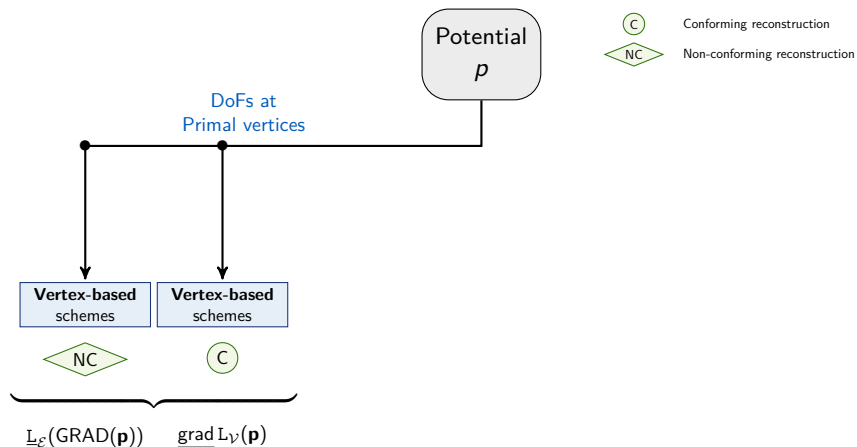 Potential
p
C Conforming reconstruction
NC Non-conforming reconstruction
DoFs at
Primal vertices
Vertex-based
schemes
Vertex-based
schemes
NC
C
L_ℰ(GRAD(p))
grad L_𝒱(p)